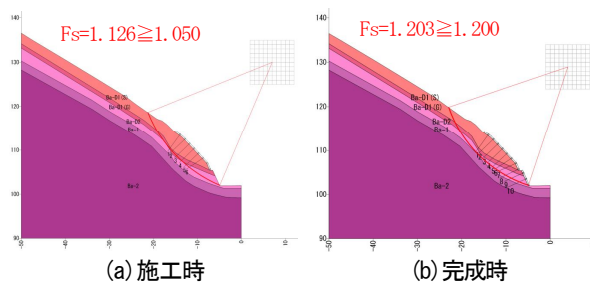 140
Fs=1.126≧1.050
130
120
110
100
90
Ba-D1(S)
Ba-D1(G)
Ba-D2
Ba-1
Ba-2
-50
-40
-30
-20
-10
0
10
(a)施工時
140
Fs=1.203≧1.200
130
120
110
100
90
Ba-D1(S)
Ba-D1(G)
Ba-D2
Ba-1
Ba-2
10
-50
-40
-30
-20
-10
0
(b)完成時